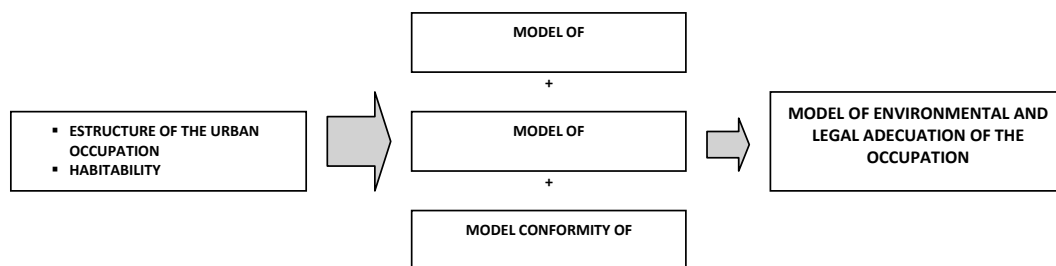 MODEL OF
+
▪ ESTRUCTURE OF THE URBAN
OCCUPATION
▪ HABITABILITY
MODEL OF
+
MODEL CONFORMITY OF
MODEL OF ENVIRONMENTAL AND
LEGAL ADECUATION OF THE
OCCUPATION